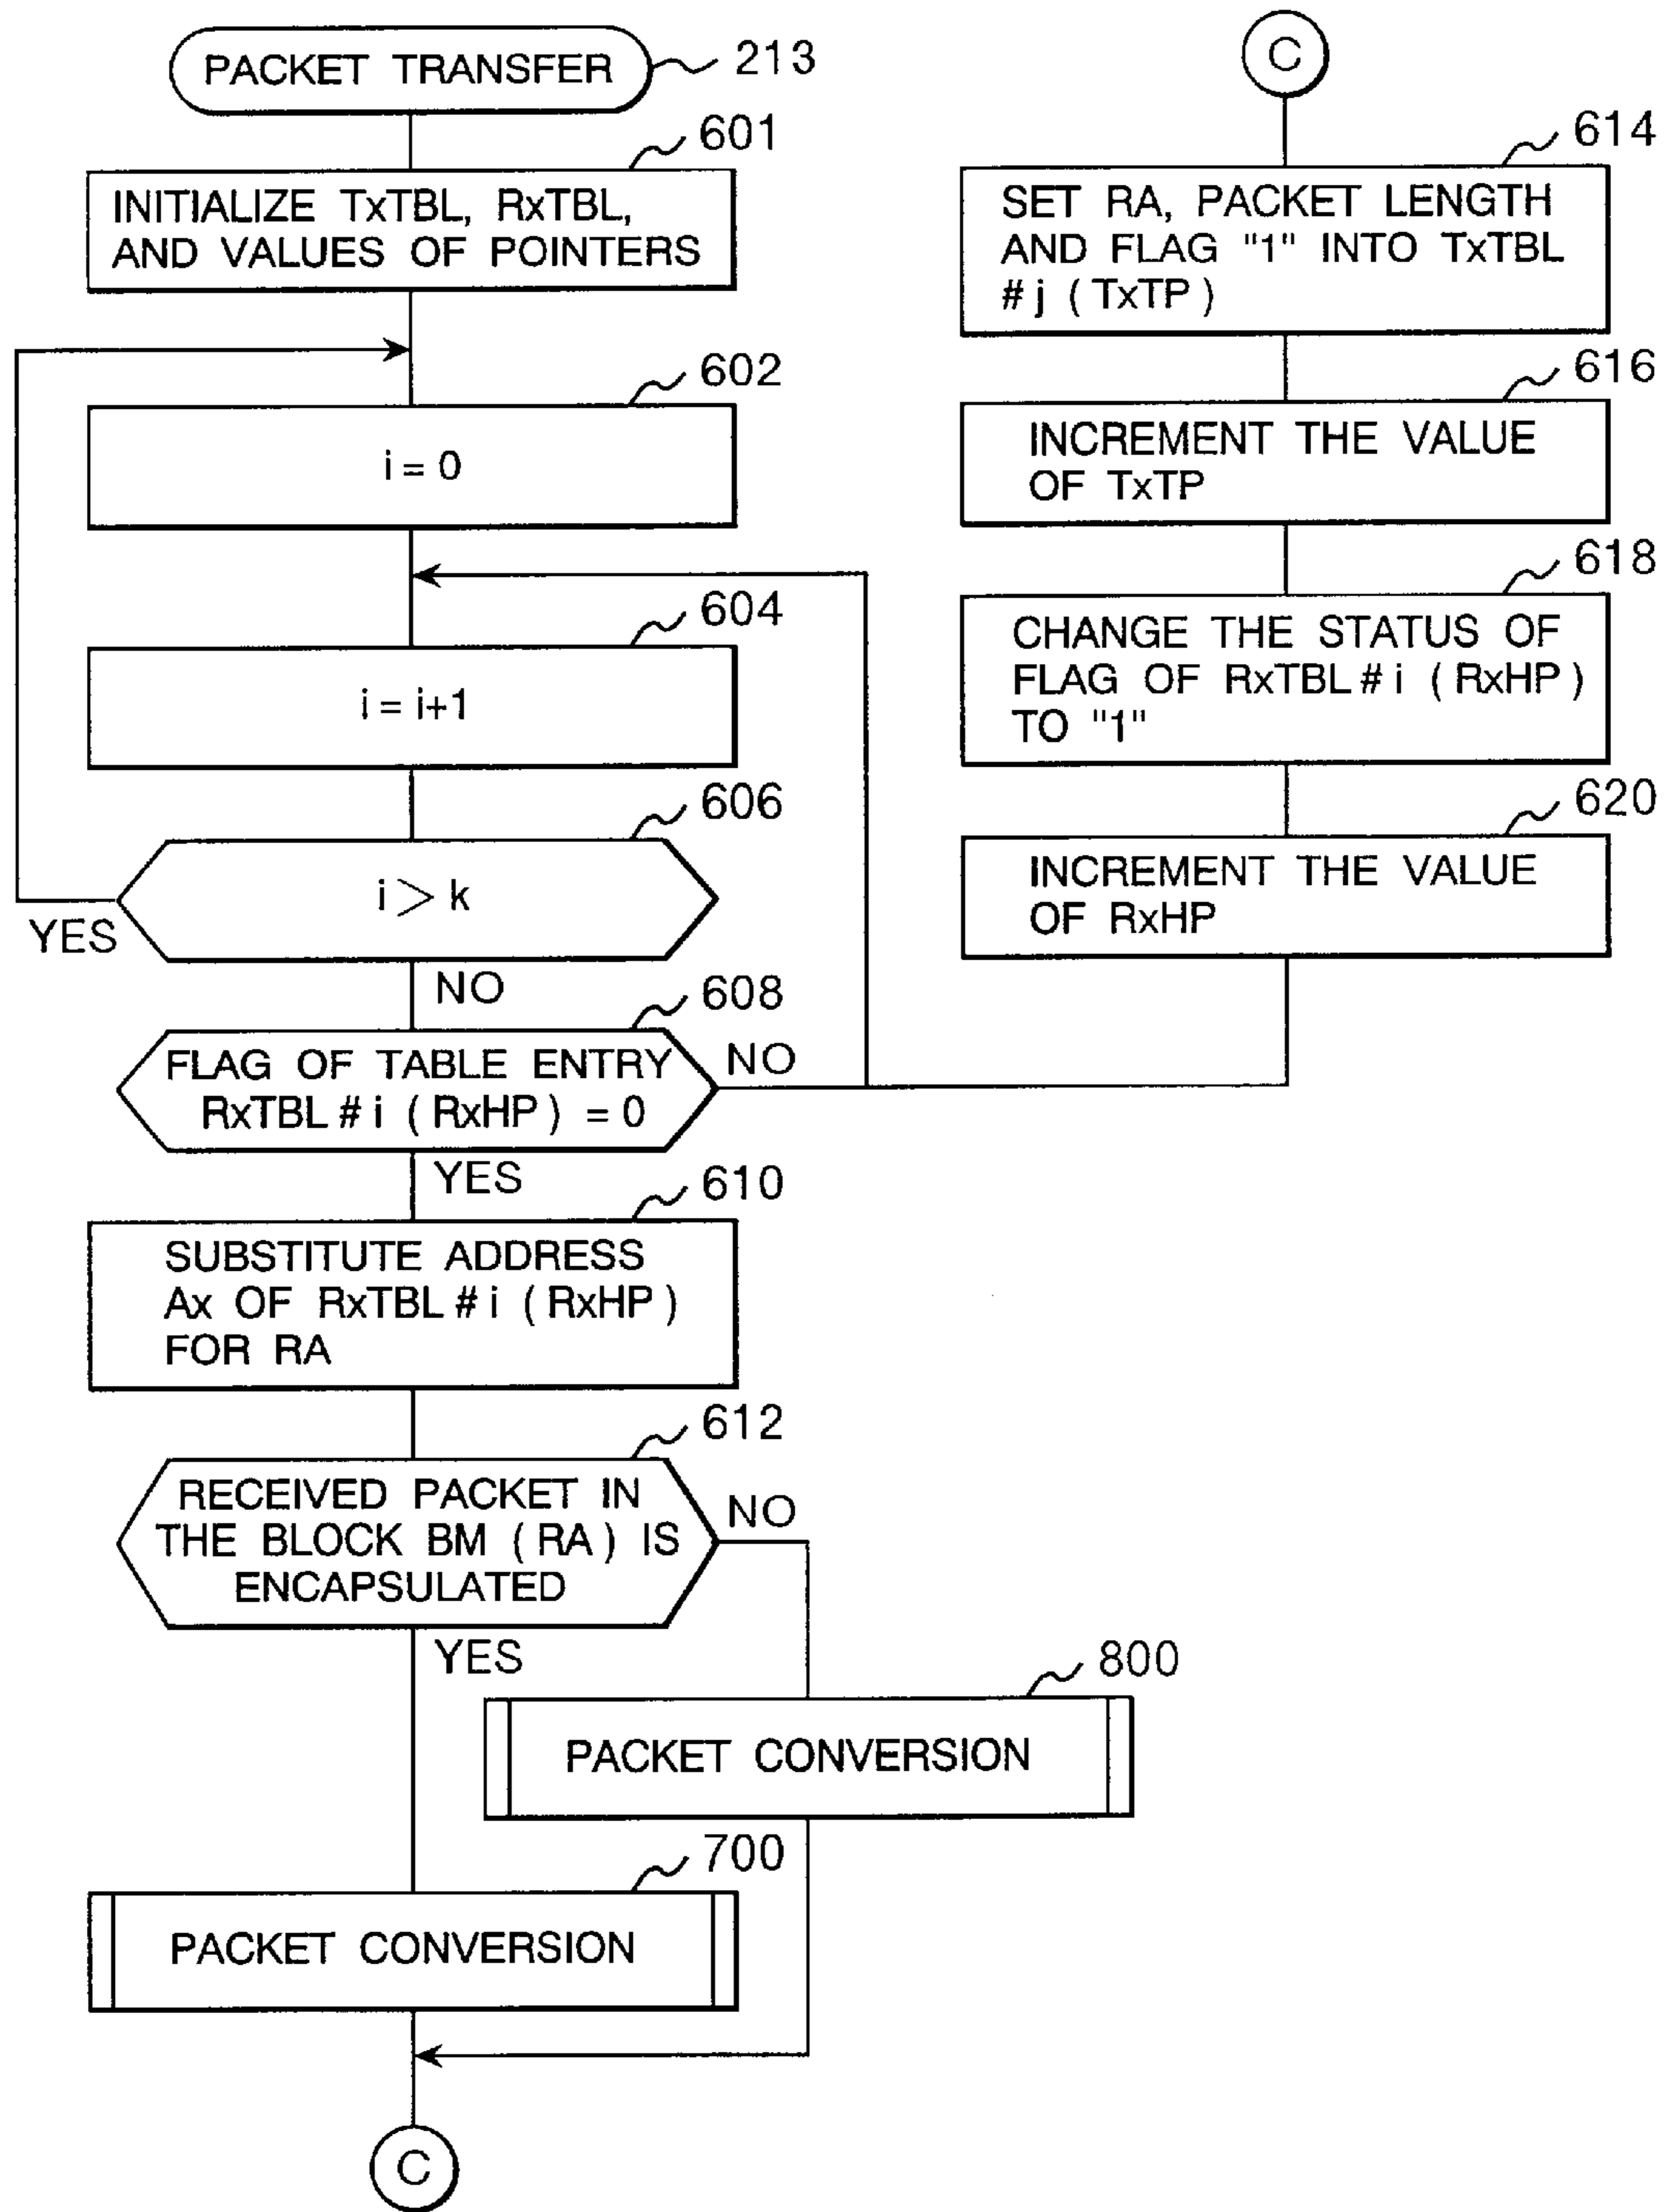 PACKET TRANSFER
213
601
INITIALIZE TxTBL, RxTBL,
AND VALUES OF POINTERS
602
i = 0
604
i = i+1
606
i > k
YES
NO
608
FLAG OF TABLE ENTRY
RxTBL # i ( RxHP ) = 0
NO
YES
610
SUBSTITUTE ADDRESS
Ax OF RxTBL # i ( RxHP )
FOR RA
612
RECEIVED PACKET IN
THE BLOCK BM ( RA ) IS
ENCAPSULATED
NO
YES
800
PACKET CONVERSION
700
PACKET CONVERSION
C
C
614
SET RA, PACKET LENGTH
AND FLAG "1" INTO TxTBL
# j ( TxTP )
616
INCREMENT THE VALUE
OF TxTP
618
CHANGE THE STATUS OF
FLAG OF RxTBL # i ( RxHP )
TO "1"
620
INCREMENT THE VALUE
OF RxHP